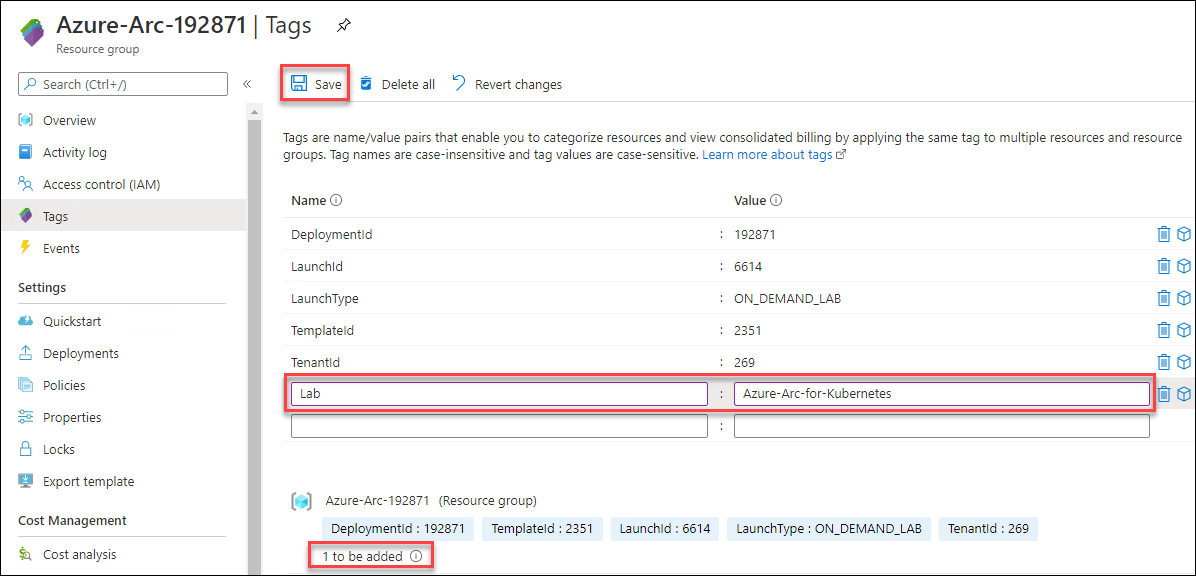 Azure-Arc-192871 | Tags
Resource group
Search (Ctrl+/)
«
Overview
Activity log
Access control (IAM)
Tags
Events
Settings
Quickstart
Deployments
Policies
Properties
Locks
Export template
Cost Management
Cost analysis
Save
Delete all
Revert changes
Tags are name/value pairs that enable you to categorize resources and view consolidated billing by applying the same tag to multiple resources and resource
groups. Tag names are case-insensitive and tag values are case-sensitive. Learn more about tags
Name Value
DeploymentId : 192871
LaunchId : 6614
LaunchType : ON_DEMAND_LAB
TemplateId : 2351
TenantId : 269
Lab : Azure-Arc-for-Kubernetes
:
Azure-Arc-192871 (Resource group)
DeploymentId : 192871 TemplateId : 2351 LaunchId : 6614 LaunchType : ON_DEMAND_LAB TenantId : 269
1 to be added